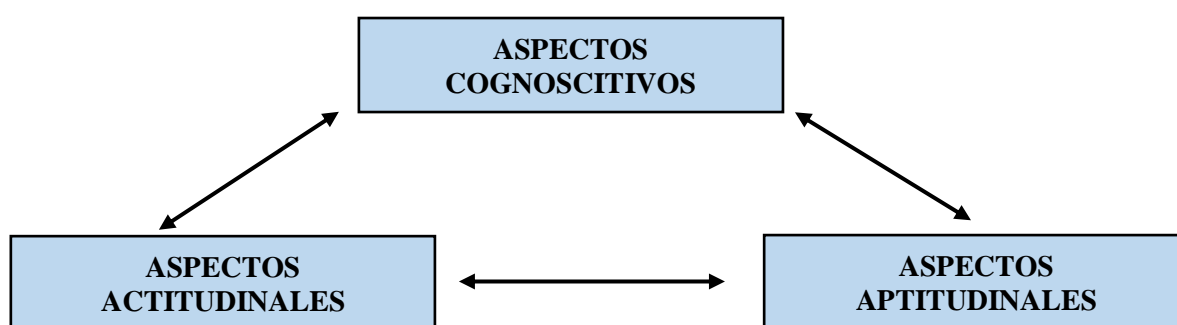 ASPECTOS
COGNOSCITIVOS
ASPECTOS
ACTITUDINALES
ASPECTOS
APTITUDINALES